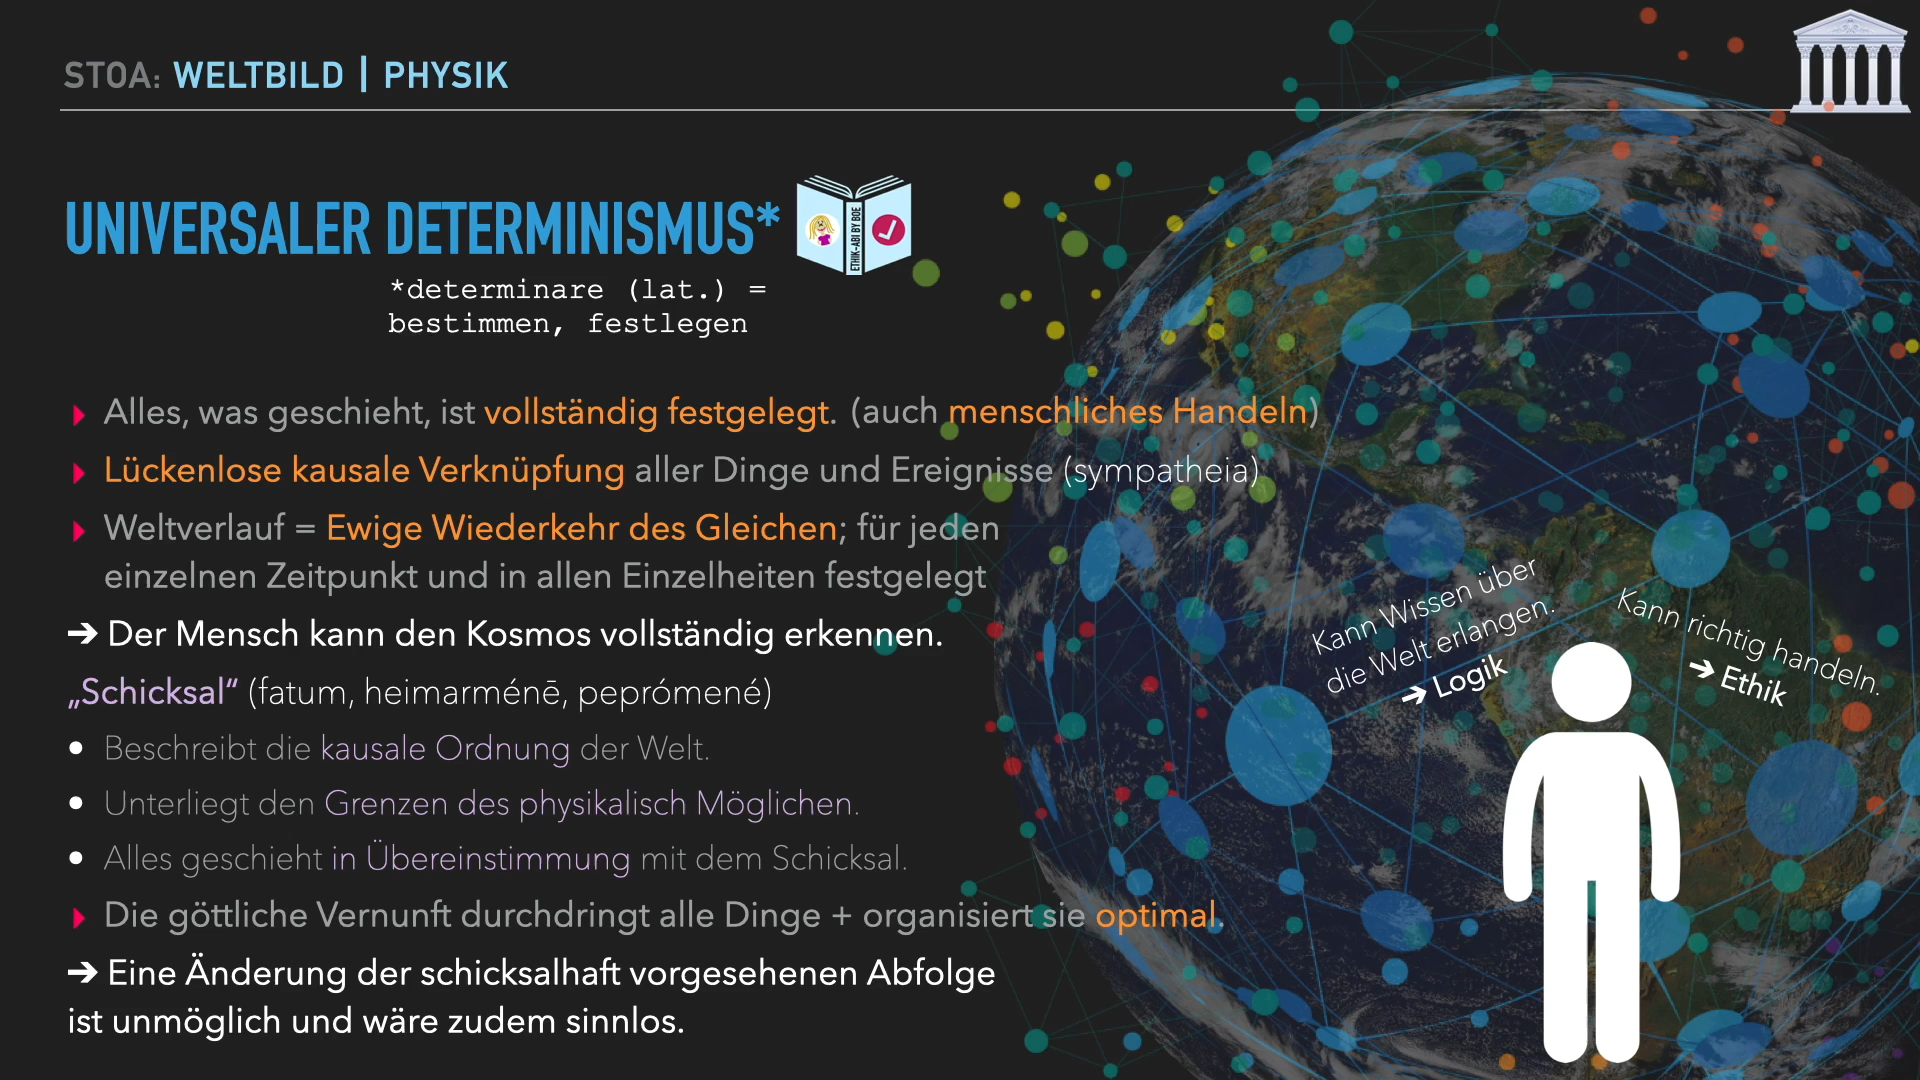 STOA: WELTBILD | PHYSIK
UNIVERSALER DETERMINISMUS*
ETHIK-ABI BY BOE
*determinare (lat.) =
bestimmen, festlegen
Alles, was geschieht, ist vollständig festgelegt. (auch menschliches Handeln)
Lückenlose kausale Verknüpfung aller Dinge und Ereignisse (sympatheia)
Weltverlauf = Ewige Wiederkehr des Gleichen; für jeden
einzelnen Zeitpunkt und in allen Einzelheiten festgelegt
➔ Der Mensch kann den Kosmos vollständig erkennen.
„Schicksal“ (fatum, heimarménē, peprómené)
• Beschreibt die kausale Ordnung der Welt.
• Unterliegt den Grenzen des physikalisch Möglichen.
• Alles geschieht in Übereinstimmung mit dem Schicksal.
Die göttliche Vernunft durchdringt alle Dinge + organisiert sie optimal.
➔ Eine Änderung der schicksalhaft vorgesehenen Abfolge
ist unmöglich und wäre zudem sinnlos.
Kann Wissen über
die Welt erlangen.
➔ Logik
Kann richtig handeln.
➔ Ethik